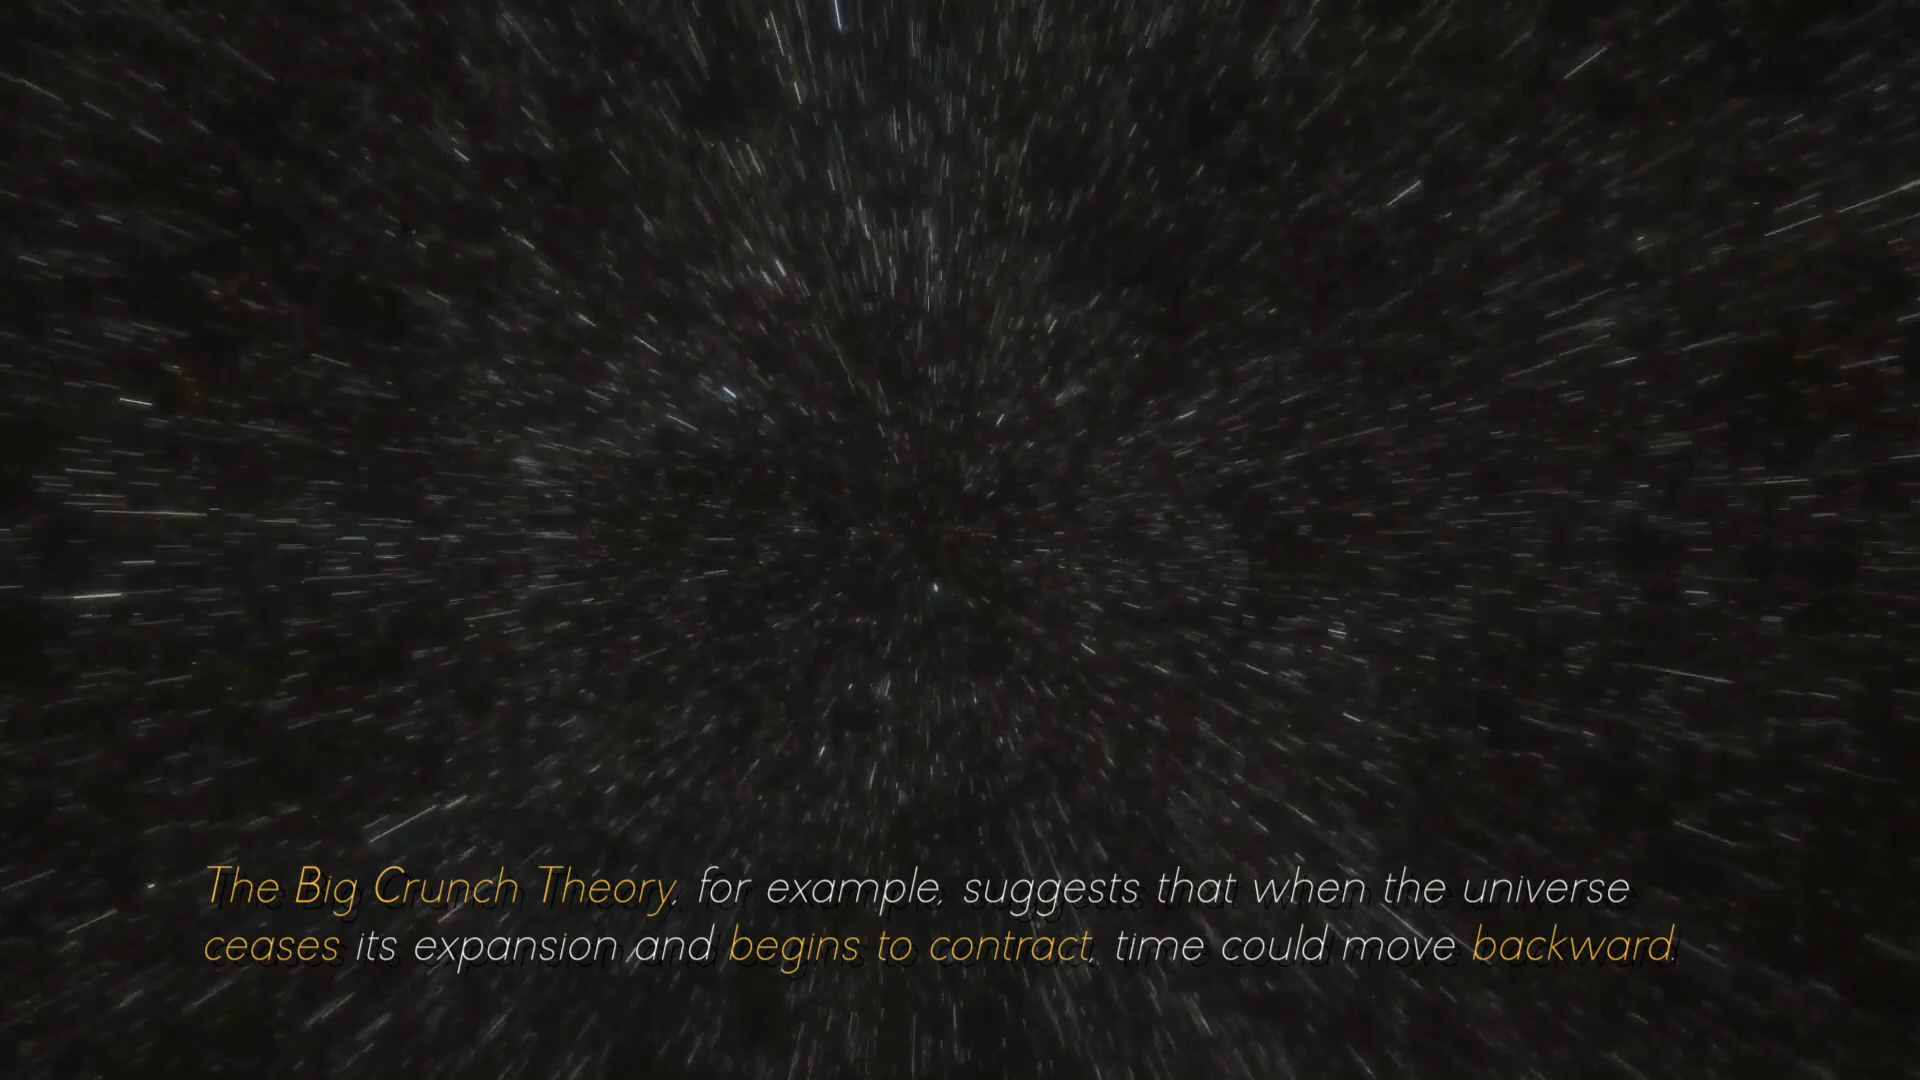 The Big Crunch Theory, for example, suggests that when the universe
ceases its expansion and begins to contract, time could move backward.